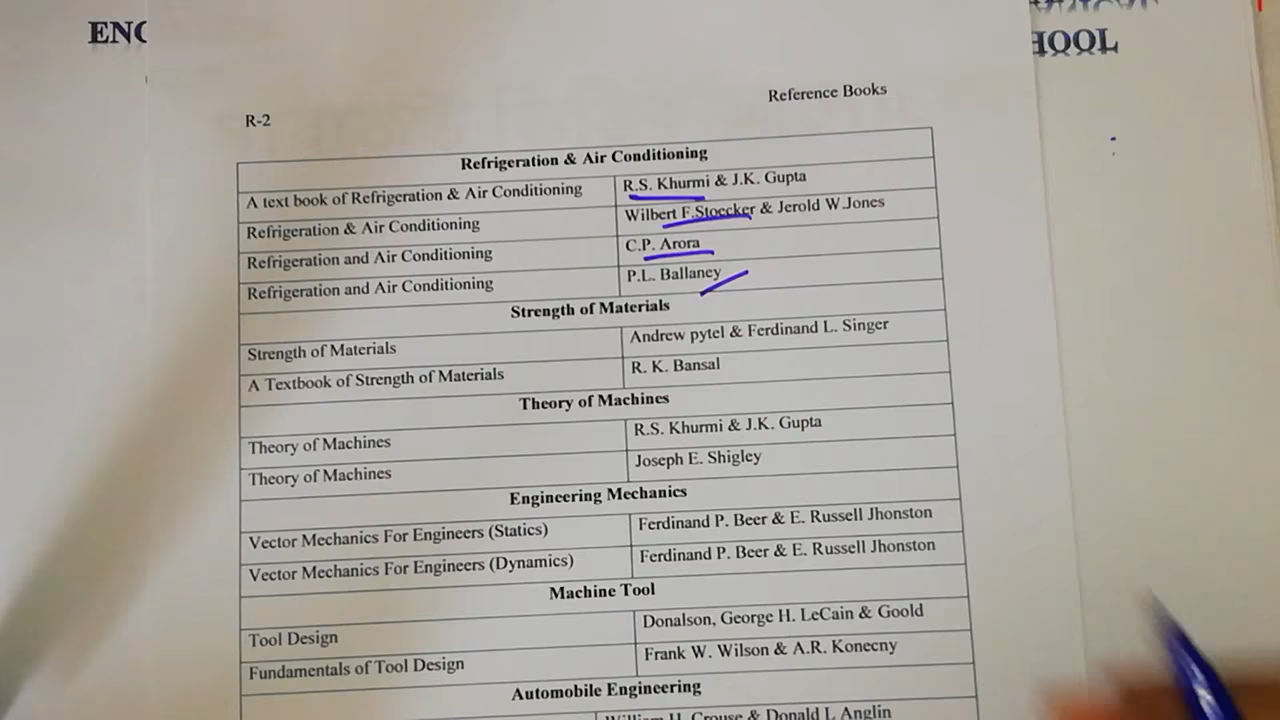 ENG
HOOL
Reference Books
R-2
Refrigeration & Air Conditioning
A text book of Refrigeration & Air Conditioning R.S. Khurmi & J.K. Gupta
Refrigeration & Air Conditioning Wilbert F.Stoecker & Jerold W.Jones
Refrigeration and Air Conditioning C.P. Arora
Refrigeration and Air Conditioning P.L. Ballaney
Strength of Materials
Strength of Materials Andrew pytel & Ferdinand L. Singer
A Textbook of Strength of Materials R. K. Bansal
Theory of Machines
Theory of Machines R.S. Khurmi & J.K. Gupta
Theory of Machines Joseph E. Shigley
Engineering Mechanics
Vector Mechanics For Engineers (Statics) Ferdinand P. Beer & E. Russell Jhonston
Vector Mechanics For Engineers (Dynamics) Ferdinand P. Beer & E. Russell Jhonston
Machine Tool
Tool Design Donalson, George H. LeCain & Goold
Fundamentals of Tool Design Frank W. Wilson & A.R. Konecny
Automobile Engineering
William H. Crouse & Donald L Anglin